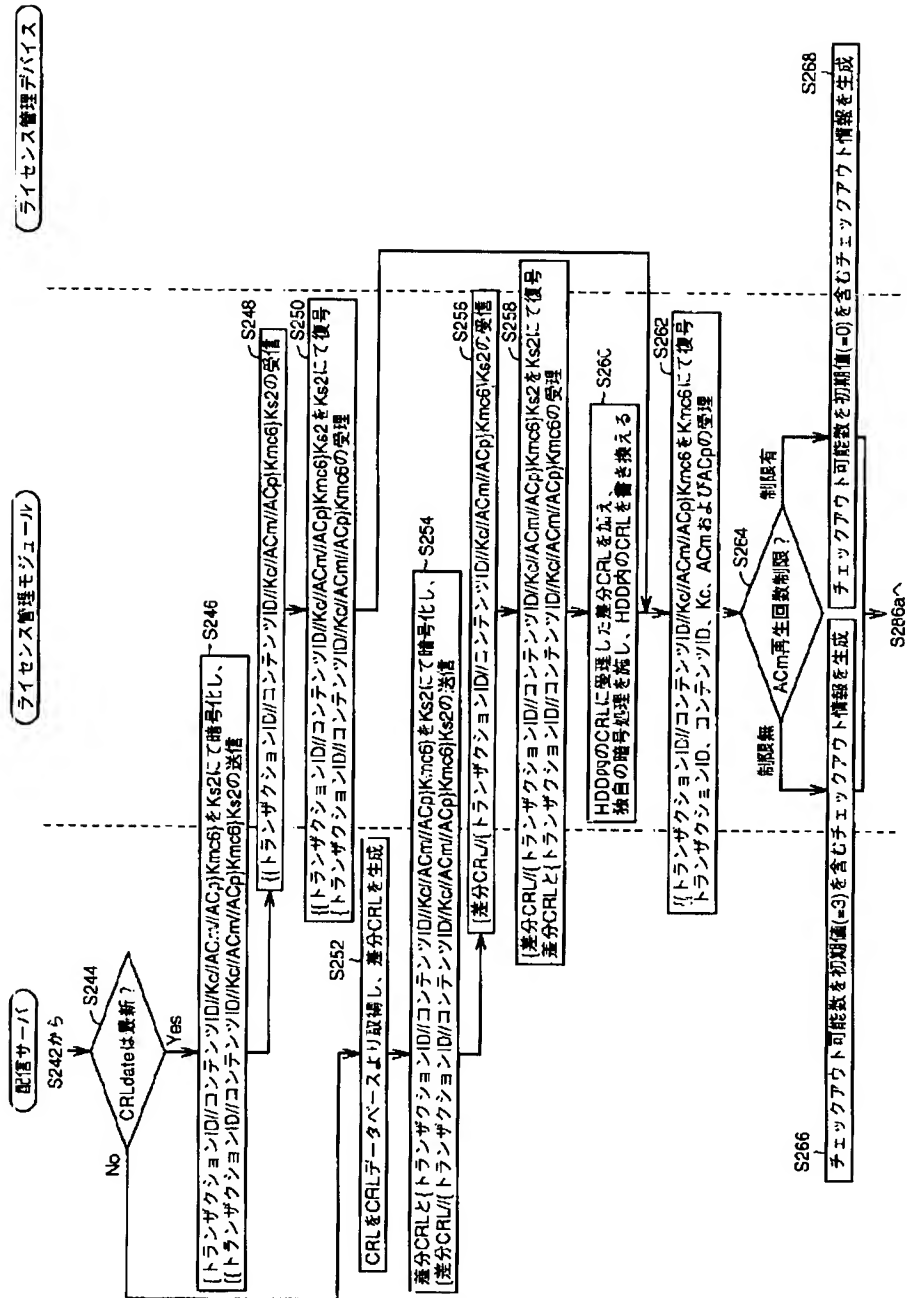 配信サーバ
ライセンス管理モジュール
ライセンス管理デバイス
S242から
S244
CRLdateは最新?
No
Yes
S246
{トランザクションID//コンテンツID//Kc//ACm//ACp}Kmc6}をKs2にて暗号化し、
{{トランザクションID//コンテンツID//Kc//ACm//ACp}Kmc6}Ks2の送信
S248
{{トランザクションID//コンテンツID//Kc//ACm//ACp}Kmc6}Ks2の受信
S250
{{トランザクションID//コンテンツID//Kc//ACm//ACp}Kmc6}Ks2をKs2にて復号
{トランザクションID//コンテンツID//Kc//ACm//ACp}Kmc6の受理
S252
CRLをCRLデータベースより取得し、差分CRLを生成
S254
差分CRLと{トランザクションID//コンテンツID//Kc//ACm//ACp}Kmc6}をKs2にて暗号化し、
{差分CRL//{トランザクションID//コンテンツID//Kc//ACm//ACp}Kmc6}Ks2の送信
S256
{差分CRL//{トランザクションID//コンテンツID//Kc//ACm//ACp}Kmc6}Ks2の受信
S258
{差分CRL//{トランザクションID//コンテンツID//Kc//ACm//ACp}Kmc6}Ks2をKs2にて復号
差分CRLと{トランザクションID//コンテンツID//Kc//ACm//ACp}Kmc6の受理
S260
HDD内のCRLに受理した差分CRLを加え、
独自の暗号処理を施し、HDD内のCRLを書き換える
S262
{トランザクションID//コンテンツID//Kc//ACm//ACp}Kmc6をKmc6にて復号
トランザクションID、コンテンツID、Kc、ACmおよびACpの受理
S264
ACm再生回数制限?
制限無
制限有
S266
チェックアウト可能数を初期値(=3)を含むチェックアウト情報を生成
S268
チェックアウト可能数を初期値(=0)を含むチェックアウト情報を生成
S286aへ